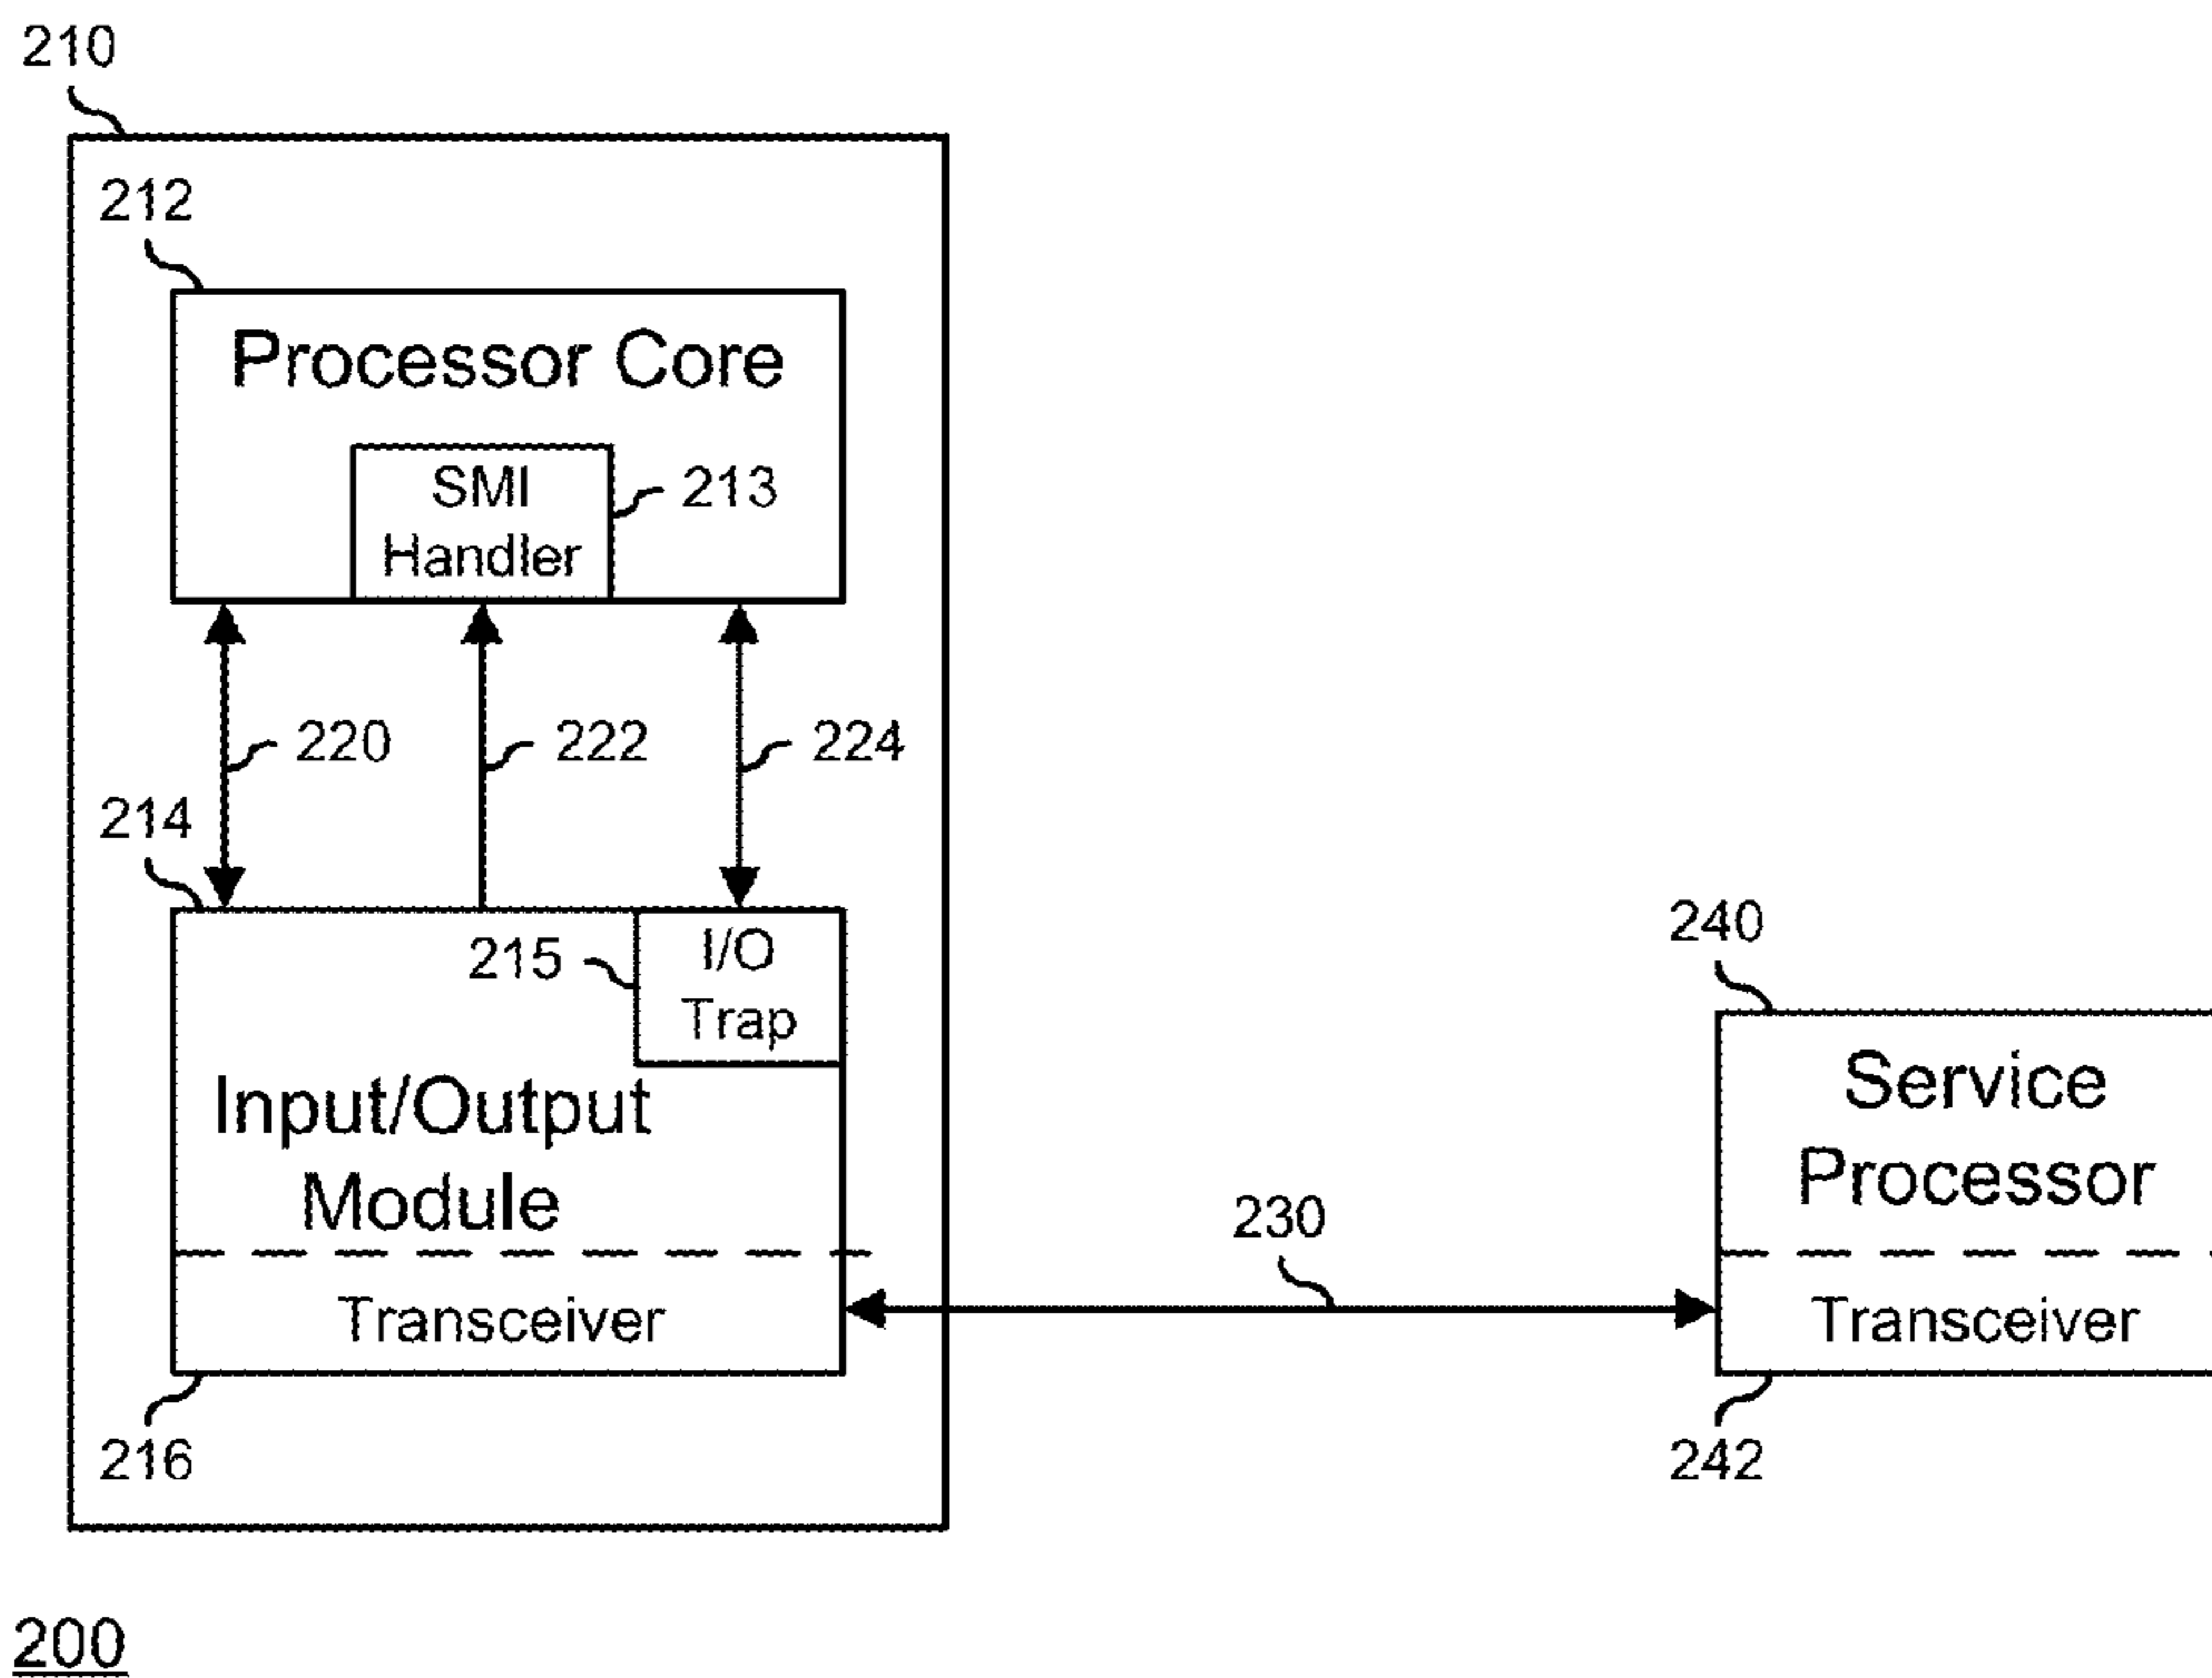 210
212
Processor Core
SMI
Handler
213
220
222
224
214
215
I/O
Trap
Input/Output
Module
Transceiver
216
230
240
Service
Processor
Transceiver
242
200